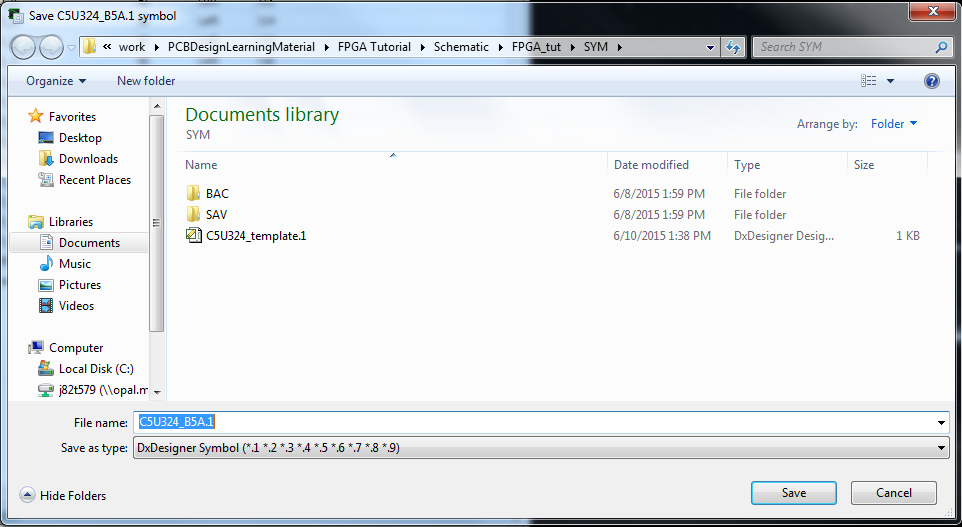 Save C5U324_B5A.1 symbol
« work ▸ PCBDesignLearningMaterial ▸ FPGA Tutorial ▸ Schematic ▸ FPGA_tut ▸ SYM ▸
Search SYM
Organize ▾ New folder
Favorites
Desktop
Downloads
Recent Places
Libraries
Documents
Music
Pictures
Videos
Computer
Local Disk (C:)
j82t579 (\\opal.m
Documents library
SYM
Arrange by: Folder ▾
Name Date modified Type Size
BAC 6/8/2015 1:59 PM File folder
SAV 6/8/2015 1:59 PM File folder
C5U324_template.1 6/10/2015 1:38 PM DxDesigner Desig... 1 KB
File name: C5U324_B5A.1
Save as type: DxDesigner Symbol (*.1 *.2 *.3 *.4 *.5 *.6 *.7 *.8 *.9)
Hide Folders
Save Cancel